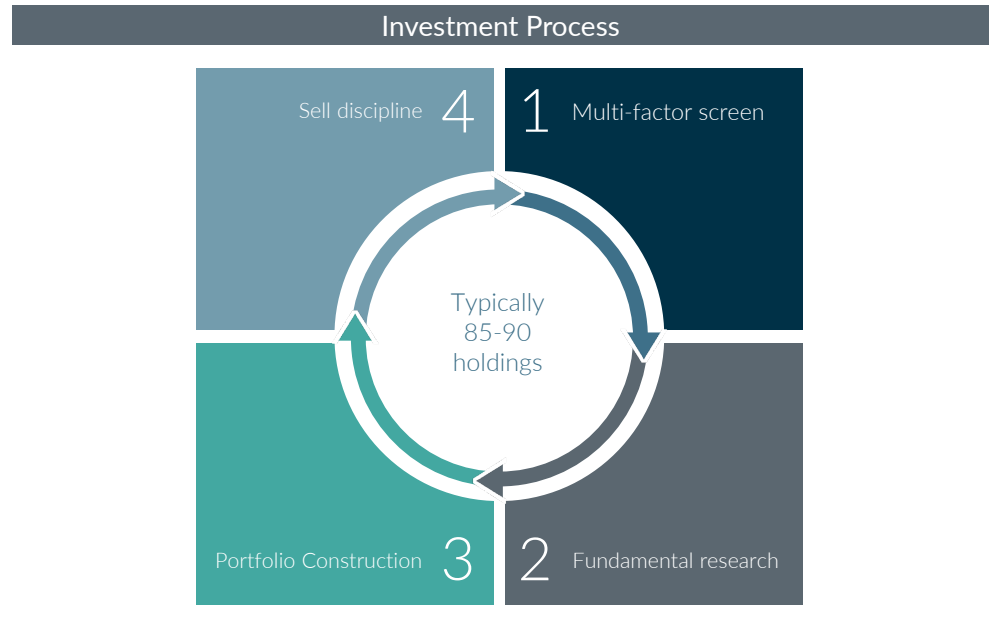 Investment Process
Sell discipline 4
1 Multi-factor screen
Typically
85-90
holdings
Portfolio Construction 3
2 Fundamental research